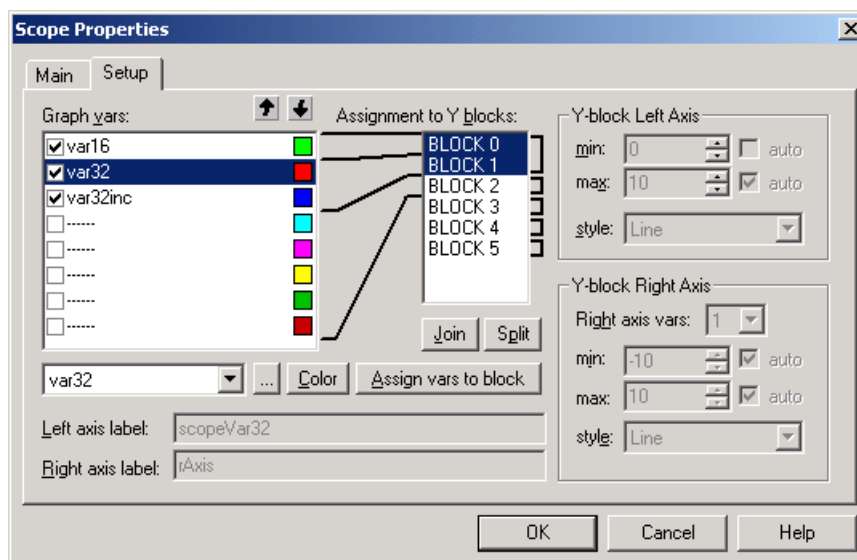 Scope Properties
Main Setup
Graph vars: Assignment to Y blocks:
var16
var32
var32inc
------
------
------
------
------
BLOCK 0
BLOCK 1
BLOCK 2
BLOCK 3
BLOCK 4
BLOCK 5
Join Split
var32 ... Color Assign vars to block
Left axis label: scopeVar32
Right axis label: rAxis
Y-block Left Axis
min: 0 auto
max: 10 auto
style: Line
Y-block Right Axis
Right axis vars: 1
min: -10 auto
max: 10 auto
style: Line
OK Cancel Help